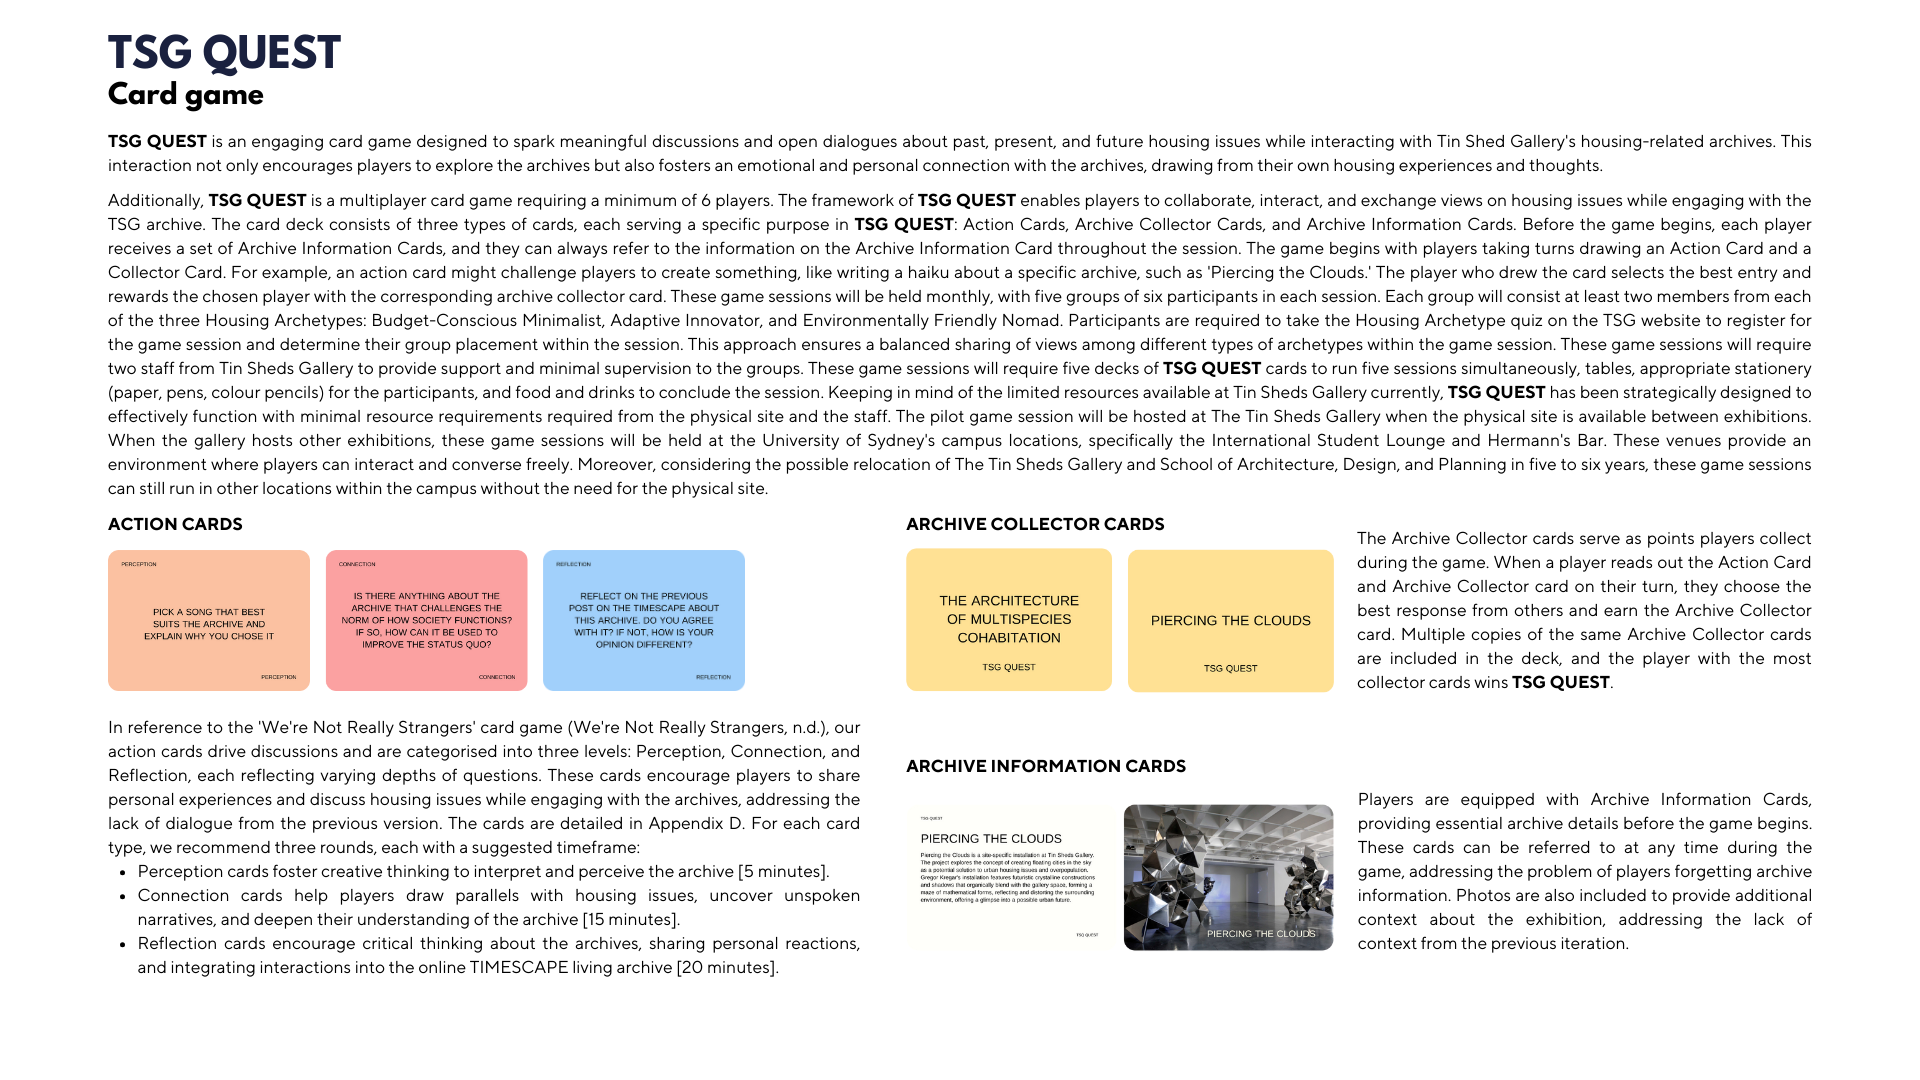 TSG QUEST
Card game
TSG QUEST is an engaging card game designed to spark meaningful discussions and open dialogues about past, present, and future housing issues while interacting with Tin Shed Gallery's housing-related archives. This
interaction not only encourages players to explore the archives but also fosters an emotional and personal connection with the archives, drawing from their own housing experiences and thoughts.
Additionally, TSG QUEST is a multiplayer card game requiring a minimum of 6 players. The framework of TSG QUEST enables players to collaborate, interact, and exchange views on housing issues while engaging with the
TSG archive. The card deck consists of three types of cards, each serving a specific purpose in TSG QUEST: Action Cards, Archive Collector Cards, and Archive Information Cards. Before the game begins, each player
receives a set of Archive Information Cards, and they can always refer to the information on the Archive Information Card throughout the session. The game begins with players taking turns drawing an Action Card and a
Collector Card. For example, an action card might challenge players to create something, like writing a haiku about a specific archive, such as 'Piercing the Clouds.' The player who drew the card selects the best entry and
rewards the chosen player with the corresponding archive collector card. These game sessions will be held monthly, with five groups of six participants in each session. Each group will consist at least two members from each
of the three Housing Archetypes: Budget-Conscious Minimalist, Adaptive Innovator, and Environmentally Friendly Nomad. Participants are required to take the Housing Archetype quiz on the TSG website to register for
the game session and determine their group placement within the session. This approach ensures a balanced sharing of views among different types of archetypes within the game session. These game sessions will require
two staff from Tin Sheds Gallery to provide support and minimal supervision to the groups. These game sessions will require five decks of TSG QUEST cards to run five sessions simultaneously, tables, appropriate stationery
(paper, pens, colour pencils) for the participants, and food and drinks to conclude the session. Keeping in mind of the limited resources available at Tin Sheds Gallery currently, TSG QUEST has been strategically designed to
effectively function with minimal resource requirements required from the physical site and the staff. The pilot game session will be hosted at The Tin Sheds Gallery when the physical site is available between exhibitions.
When the gallery hosts other exhibitions, these game sessions will be held at the University of Sydney's campus locations, specifically the International Student Lounge and Hermann's Bar. These venues provide an
environment where players can interact and converse freely. Moreover, considering the possible relocation of The Tin Sheds Gallery and School of Architecture, Design, and Planning in five to six years, these game sessions
can still run in other locations within the campus without the need for the physical site.
ACTION CARDS
PERCEPTION
PICK A SONG THAT BEST
SUITS THE ARCHIVE AND
EXPLAIN WHY YOU CHOSE IT
PERCEPTION
CONNECTION
IS THERE ANYTHING ABOUT THE
ARCHIVE THAT CHALLENGES THE
NORM OF HOW SOCIETY FUNCTIONS?
IF SO, HOW CAN IT BE USED TO
IMPROVE THE STATUS QUO?
CONNECTION
REFLECTION
REFLECT ON THE PREVIOUS
POST ON THE TIMESCAPE ABOUT
THIS ARCHIVE. DO YOU AGREE
WITH IT? IF NOT, HOW IS YOUR
OPINION DIFFERENT?
REFLECTION
In reference to the 'We're Not Really Strangers' card game (We're Not Really Strangers, n.d.), our
action cards drive discussions and are categorised into three levels: Perception, Connection, and
Reflection, each reflecting varying depths of questions. These cards encourage players to share
personal experiences and discuss housing issues while engaging with the archives, addressing the
lack of dialogue from the previous version. The cards are detailed in Appendix D. For each card
type, we recommend three rounds, each with a suggested timeframe:
• Perception cards foster creative thinking to interpret and perceive the archive [5 minutes].
• Connection cards help players draw parallels with housing issues, uncover unspoken
narratives, and deepen their understanding of the archive [15 minutes].
• Reflection cards encourage critical thinking about the archives, sharing personal reactions,
and integrating interactions into the online TIMESCAPE living archive [20 minutes].
ARCHIVE COLLECTOR CARDS
THE ARCHITECTURE
OF MULTISPECIES
COHABITATION
TSG QUEST
PIERCING THE CLOUDS
TSG QUEST
The Archive Collector cards serve as points players collect
during the game. When a player reads out the Action Card
and Archive Collector card on their turn, they choose the
best response from others and earn the Archive Collector
card. Multiple copies of the same Archive Collector cards
are included in the deck, and the player with the most
collector cards wins TSG QUEST.
ARCHIVE INFORMATION CARDS
TSG QUEST
PIERCING THE CLOUDS
Piercing the Clouds is a site-specific installation at Tin Sheds Gallery.
The project explores the concept of creating floating cities in the sky
as a potential solution to urban housing issues and overpopulation.
Gregor Kregar's installation features futuristic crystalline constructions
and shadows that organically blend with the gallery space, forming a
maze of mathematical forms, reflecting and distorting the surrounding
environment, offering a glimpse into a possible urban future.
TSG QUEST
PIERCING THE CLOUDS
Players are equipped with Archive Information Cards,
providing essential archive details before the game begins.
These cards can be referred to at any time during the
game, addressing the problem of players forgetting archive
information. Photos are also included to provide additional
context about the exhibition, addressing the lack of
context from the previous iteration.